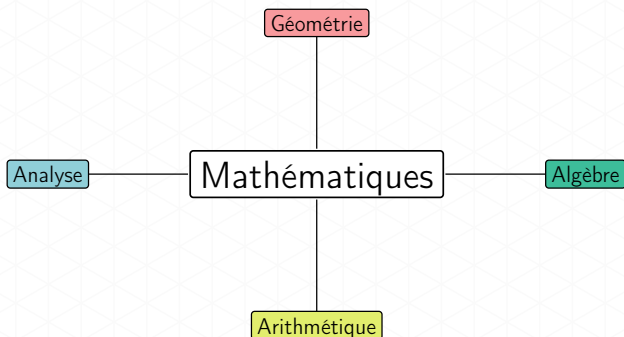 Géométrie
Analyse
Mathématiques
Algèbre
Arithmétique